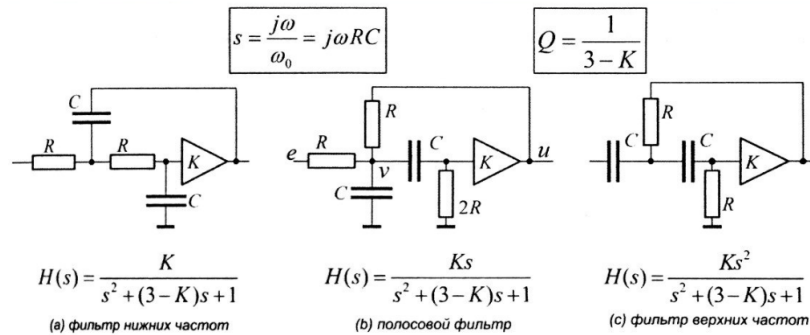 s = jω/ω₀ = jωRC
Q = 1/(3 − K)
C
R
R
K
C
R
R
C
e
v
K
u
C
2R
R
C
C
K
R
H(s) = K/(s² + (3 − K)s + 1)
H(s) = Ks/(s² + (3 − K)s + 1)
H(s) = Ks²/(s² + (3 − K)s + 1)
(a) фильтр нижних частот
(b) полосовой фильтр
(c) фильтр верхних частот